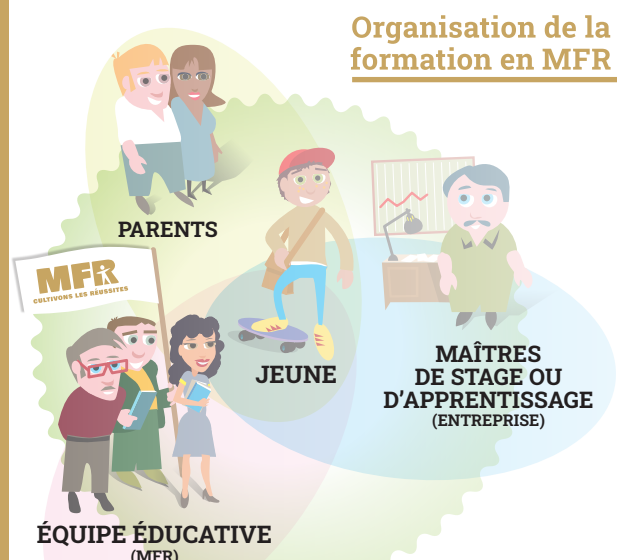 Organisation de la
formation en MFR
PARENTS
MFR
CULTIVONS LES RÉUSSITES
JEUNE
MAÎTRES
DE STAGE OU
D'APPRENTISSAGE
(ENTREPRISE)
ÉQUIPE ÉDUCATIVE
(MFR)